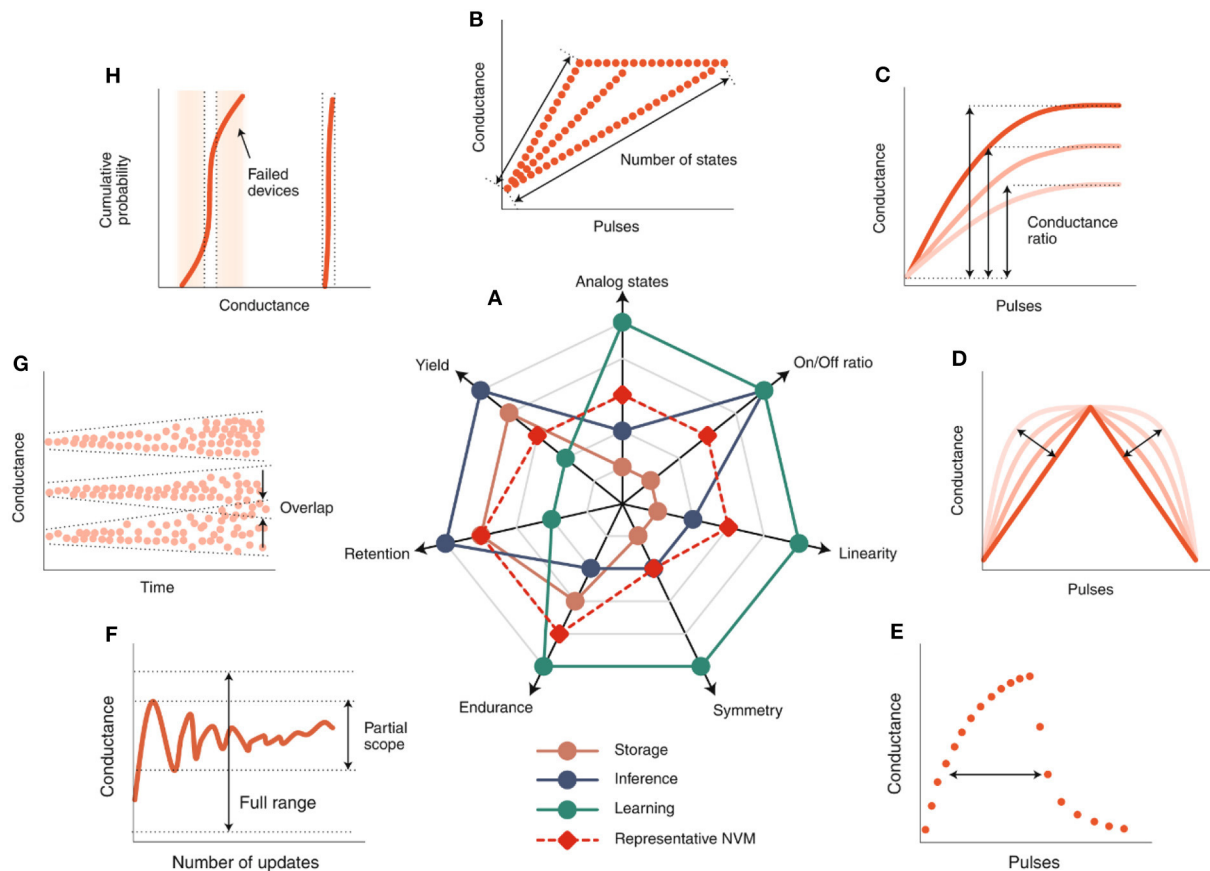 B
Conductance
Number of states
Pulses
H
Cumulative
probability
Failed
devices
Conductance
C
Conductance
Conductance
ratio
Pulses
A
Analog states
Yield
On/Off ratio
Retention
Linearity
Endurance
Symmetry
G
Conductance
Overlap
Time
D
Conductance
Pulses
F
Conductance
Partial
scope
Full range
Number of updates
Storage
Inference
Learning
Representative NVM
E
Conductance
Pulses